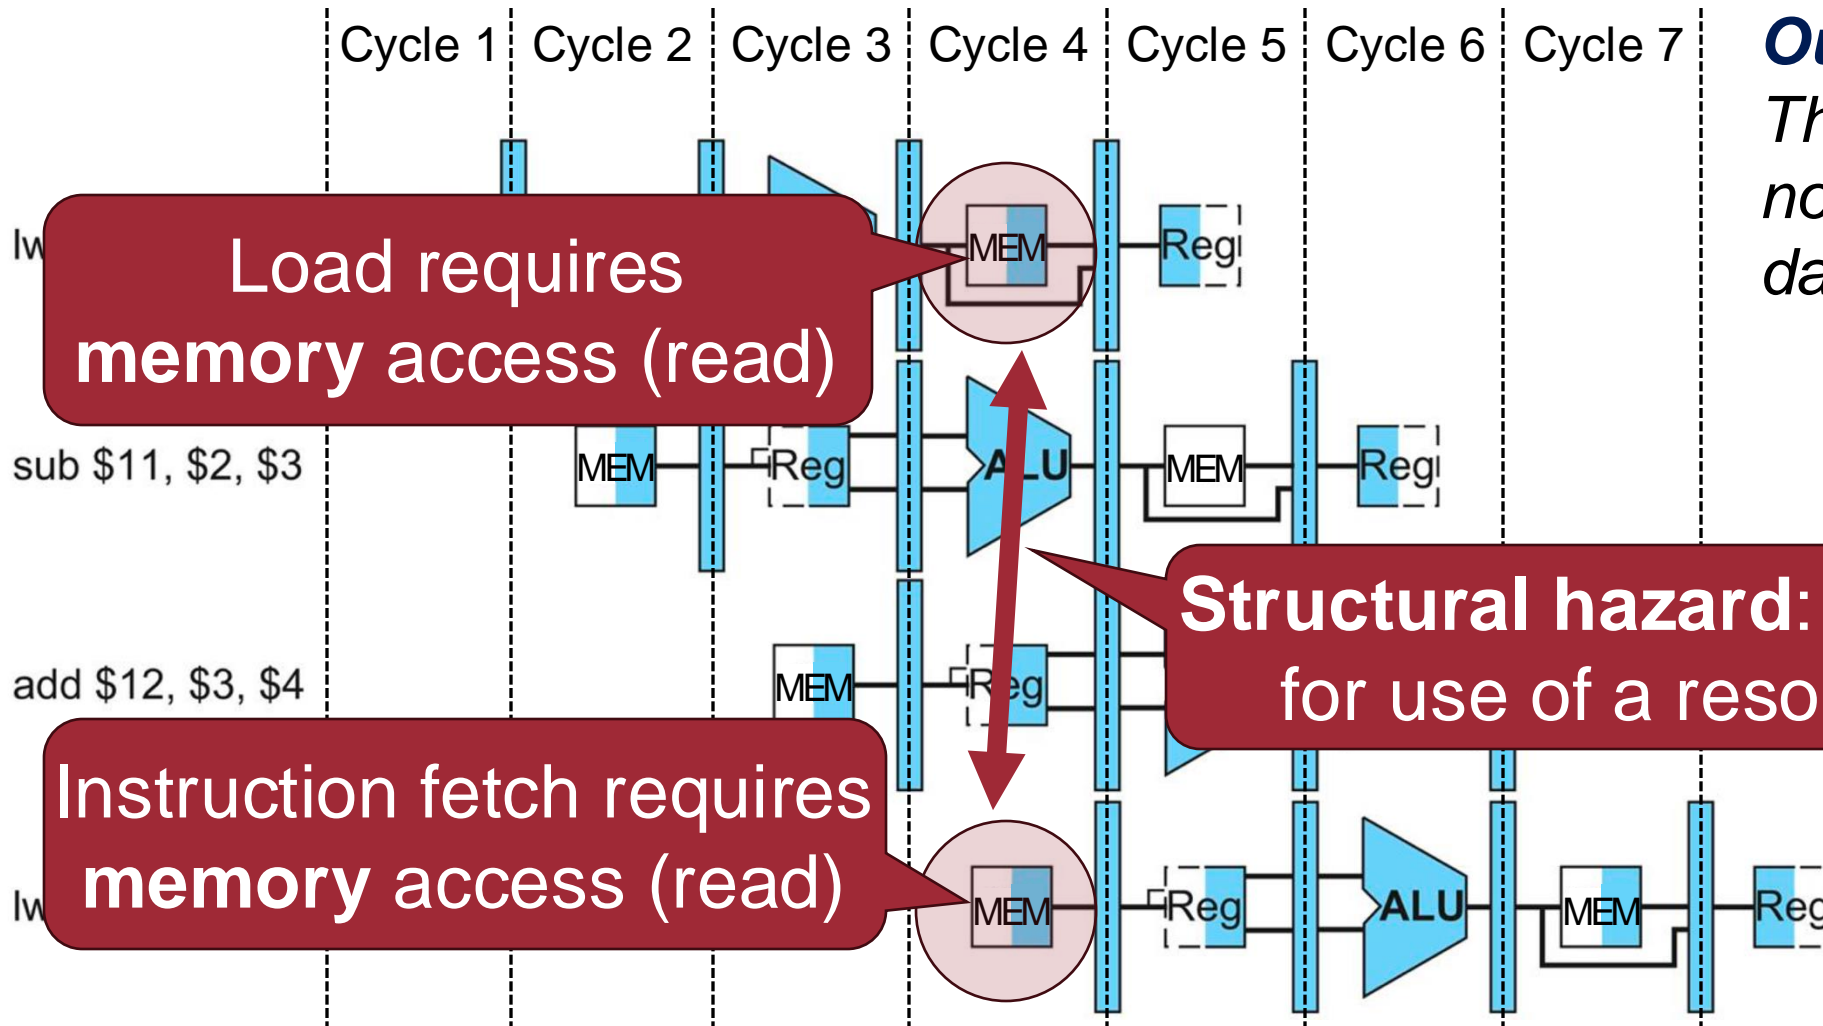 Cycle 1 Cycle 2 Cycle 3 Cycle 4 Cycle 5 Cycle 6 Cycle 7
Load requires
memory access (read)
MEM Reg
sub $11, $2, $3 MEM Reg ALU MEM Reg
Structural hazard:
for use of a
add $12, $3, $4 MEM Reg
Instruction fetch requires
memory access (read)
MEM Reg ALU MEM Reg